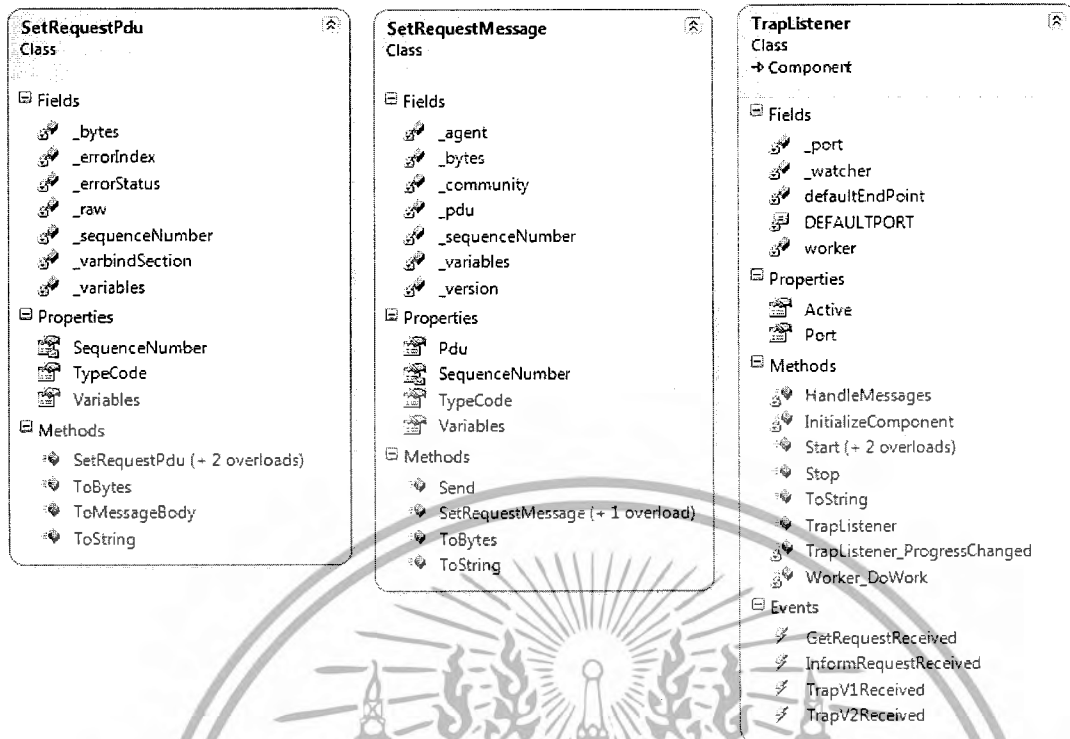 SetRequestPdu
Class
Fields
_bytes
_errorIndex
_errorStatus
_raw
_sequenceNumber
_varbindSection
_variables
Properties
SequenceNumber
TypeCode
Variables
Methods
SetRequestPdu (+ 2 overloads)
ToBytes
ToMessageBody
ToString
SetRequestMessage
Class
Fields
_agent
_bytes
_community
_pdu
_sequenceNumber
_variables
_version
Properties
Pdu
SequenceNumber
TypeCode
Variables
Methods
Send
SetRequestMessage (+ 1 overload)
ToBytes
ToString
TrapListener
Class
Component
Fields
_port
_watcher
defaultEndPoint
DEFAULTPORT
worker
Properties
Active
Port
Methods
HandleMessages
InitializeComponent
Start (+ 2 overloads)
Stop
ToString
TrapListener
TrapListener_ProgressChanged
Worker_DoWork
Events
GetRequestReceived
InformRequestReceived
TrapV1Received
TrapV2Received